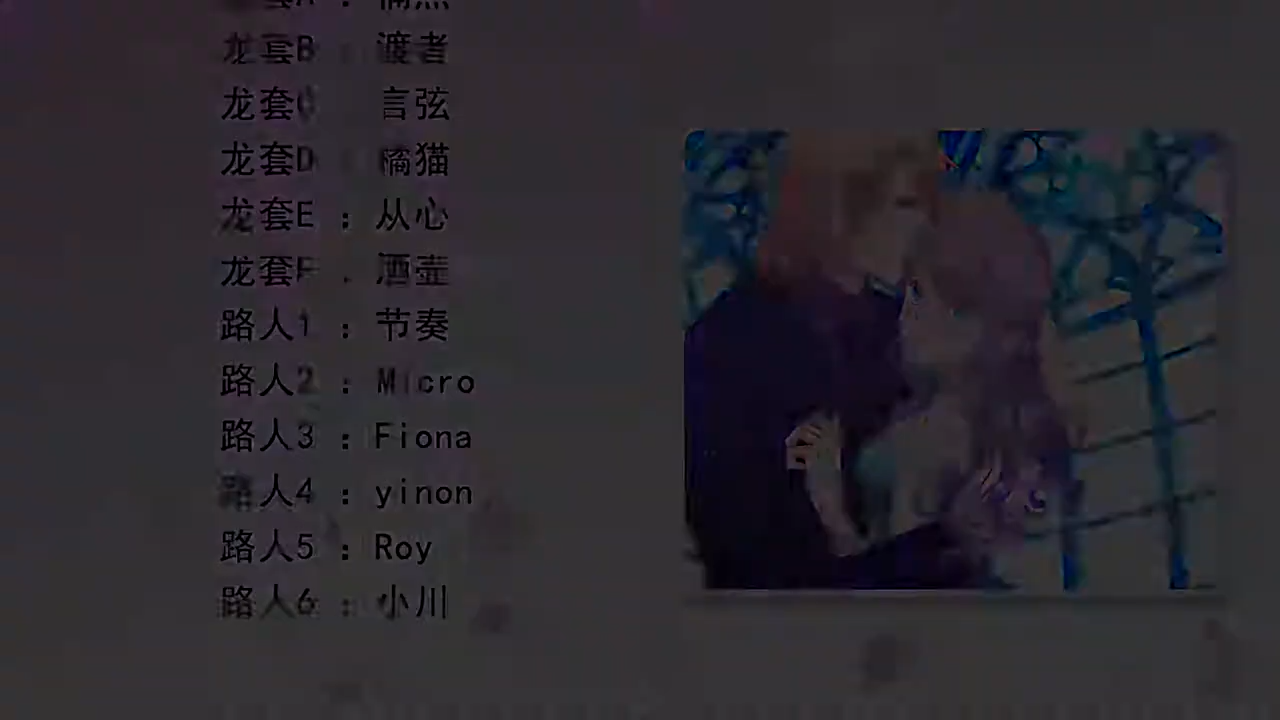 龙套B : 渡者
龙套C 言弦
龙套D : 橘猫
龙套E : 从心
龙套F : 酒壶
路人1 : 节奏
路人2 : Micro
路人3 : Fiona
路人4 : yinon
路人5 : Roy
路人6 : 小川